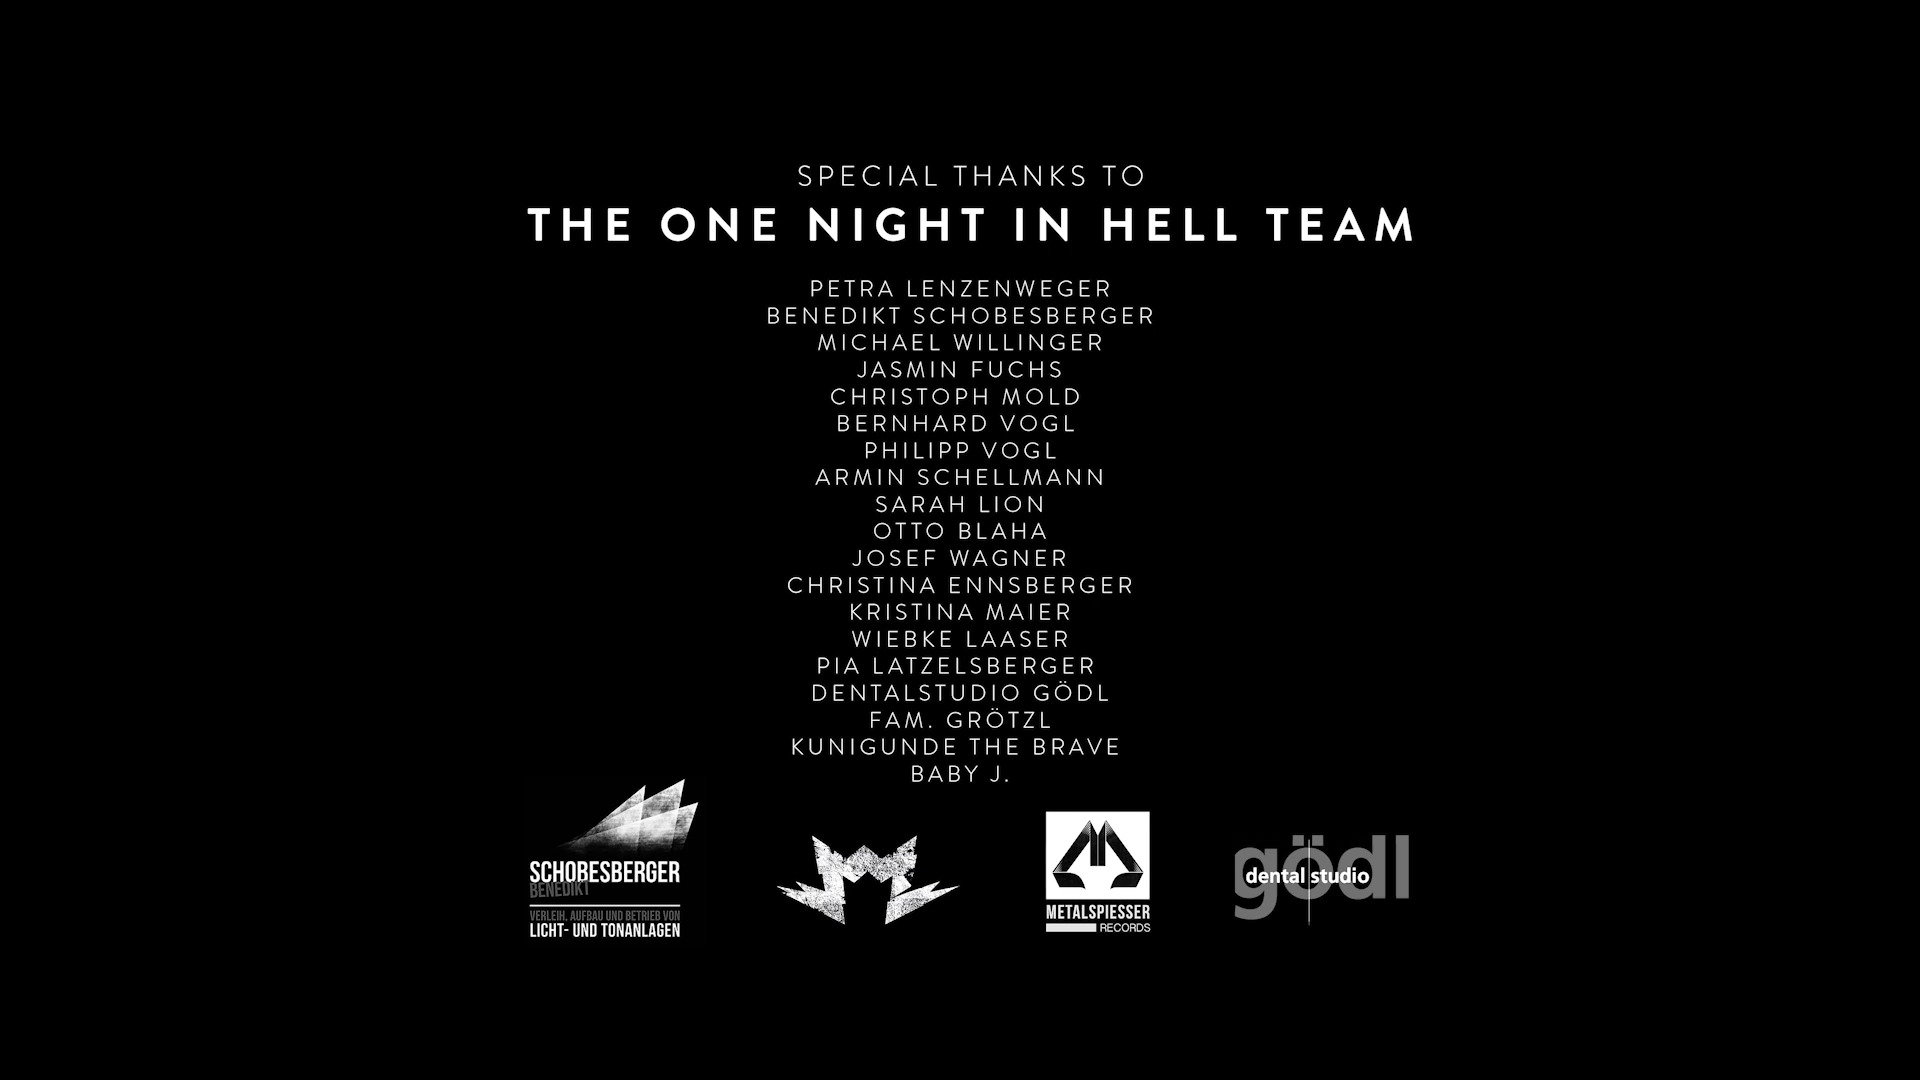 SPECIAL THANKS TO
THE ONE NIGHT IN HELL TEAM
PETRA LENZENWEGER
BENEDIKT SCHOBESBERGER
MICHAEL WILLINGER
JASMIN FUCHS
CHRISTOPH MOLD
BERNHARD VOGL
PHILIPP VOGL
ARMIN SCHELLMANN
SARAH LION
OTTO BLAHA
JOSEF WAGNER
CHRISTINA ENNSBERGER
KRISTINA MAIER
WIEBKE LAASER
PIA LATZELSBERGER
DENTALSTUDIO GÖDL
FAM. GRÖTZL
KUNIGUNDE THE BRAVE
BABY J.
SCHOBESBERGER
BENEDIKT
VERLEIH, AUFBAU UND BETRIEB VON
LICHT- UND TONANLAGEN
METALSPIESSER
RECORDS
gödl
dental studio